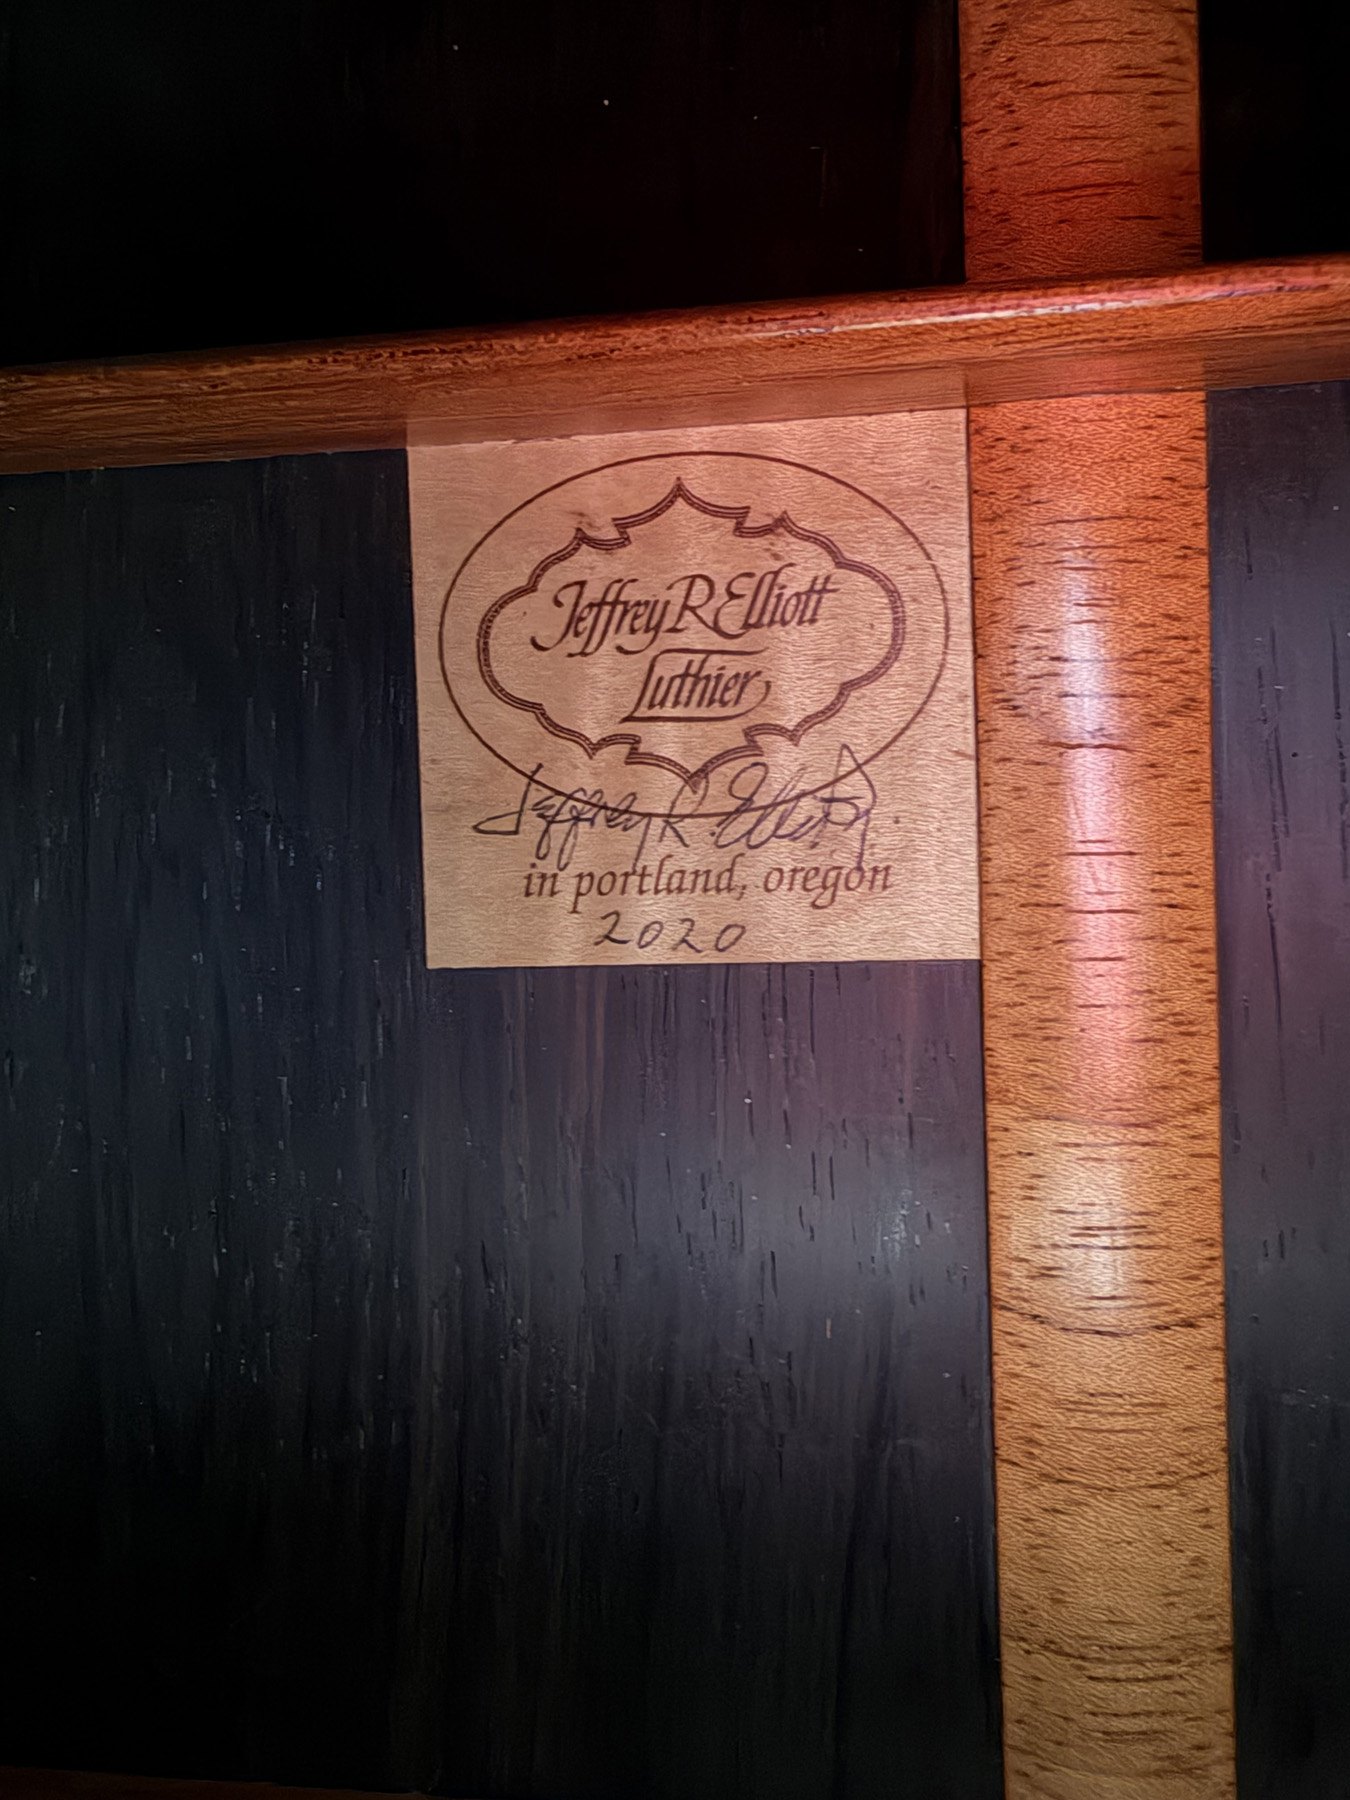 Jeffrey R Elliott
Luthier
Jeffrey R. Elliott
in portland, oregon
2020